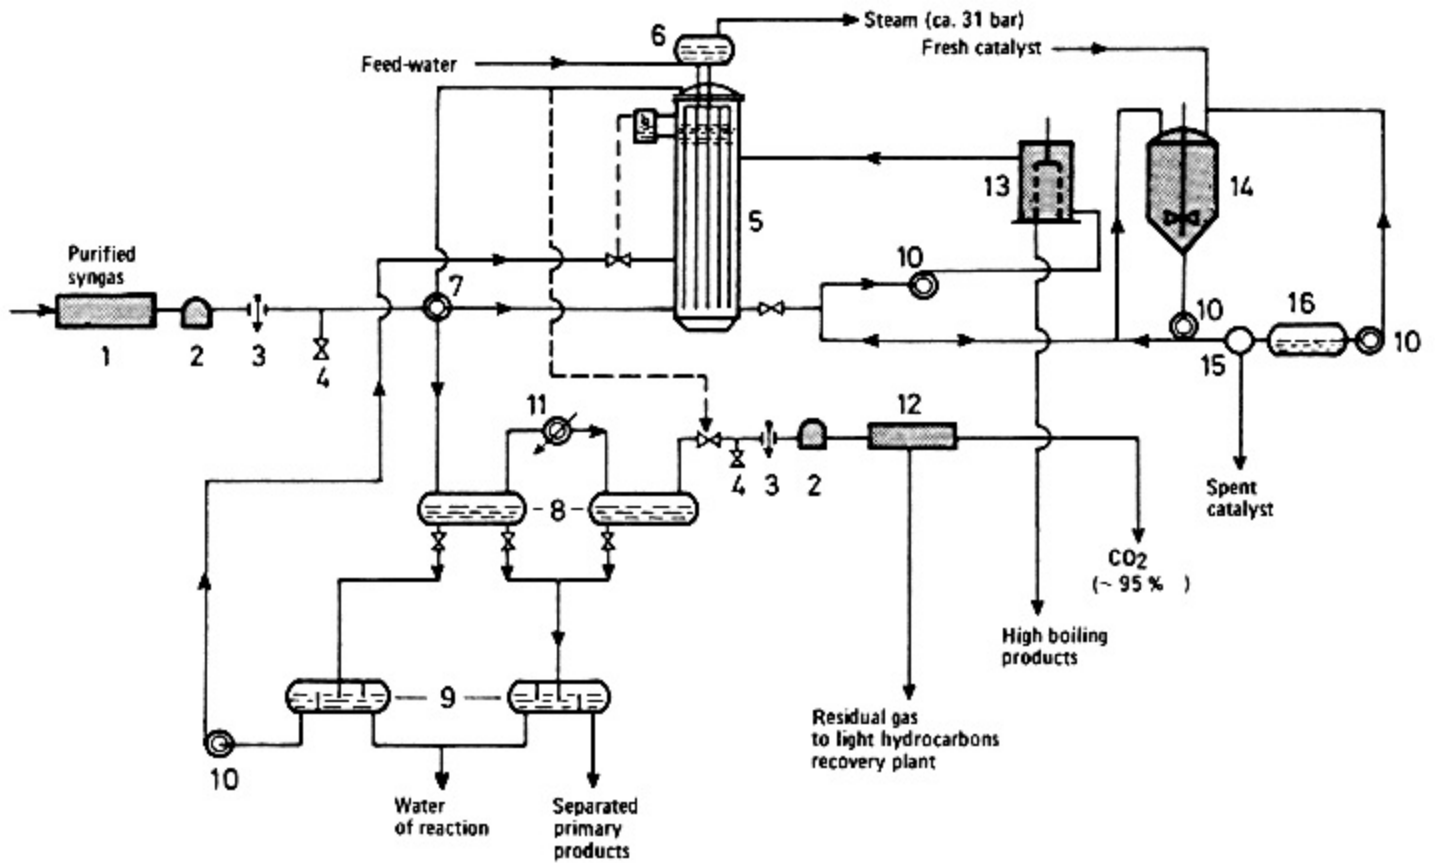 Steam (ca. 31 bar)
6
Fresh catalyst
Feed-water
13
14
5
Purified
syngas
7
10
10
16
1
2
3
4
15
10
11
12
8
4
3
2
Spent
catalyst
CO2
(~ 95 % )
High boiling
products
9
Residual gas
to light hydrocarbons
recovery plant
10
Water
of reaction
Separated
primary
products